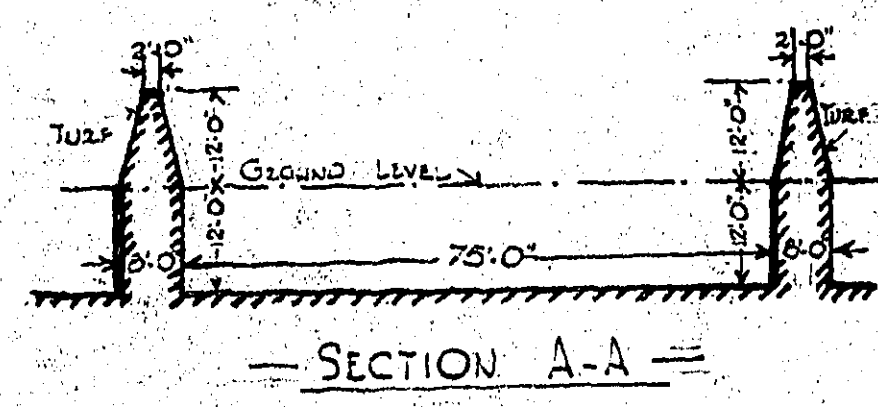 2'-0" 2'-0"
TURF 12'-0" 12'-0" TURF
GROUND LEVEL
12'-0" 12'-0"
8'-0" 75'-0" 8'-0"
SECTION A-A